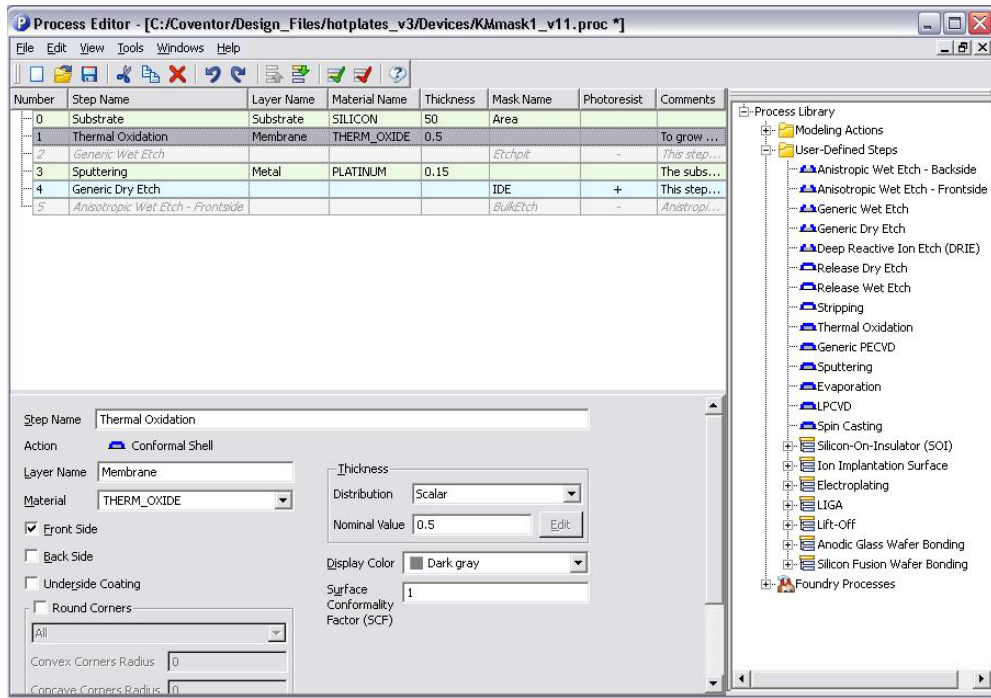 Process Editor - [C:/Coventor/Design_Files/hotplates_v3/Devices/KMmask1_v11.proc *]
File Edit View Tools Windows Help
Number Step Name Layer Name Material Name Thickness Mask Name Photoresist Comments
0 Substrate Substrate SILICON 50 Area
1 Thermal Oxidation Membrane THERM_OXIDE 0.5 To grow ...
2 Generic Wet Etch Etchpit - This step...
3 Sputtering Metal PLATINUM 0.15 The subs...
4 Generic Dry Etch IDE + This step...
5 Anisotropic Wet Etch - Frontside BulkEtch - Anistropi...
Step Name Thermal Oxidation
Action Conformal Shell
Layer Name Membrane
Material THERM_OXIDE
Front Side
Back Side
Underside Coating
Round Corners
All
Convex Corners Radius 0
Concave Corners Radius 0
Thickness
Distribution Scalar
Nominal Value 0.5 Edit
Display Color Dark gray
Surface Conformality Factor (SCF) 1
Process Library
Modeling Actions
User-Defined Steps
Anistropic Wet Etch - Backside
Anisotropic Wet Etch - Frontside
Generic Wet Etch
Generic Dry Etch
Deep Reactive Ion Etch (DRIE)
Release Dry Etch
Release Wet Etch
Stripping
Thermal Oxidation
Generic PECVD
Sputtering
Evaporation
LPCVD
Spin Casting
Silicon-On-Insulator (SOI)
Ion Implantation Surface
Electroplating
LIGA
Lift-Off
Anodic Glass Wafer Bonding
Silicon Fusion Wafer Bonding
Foundry Processes